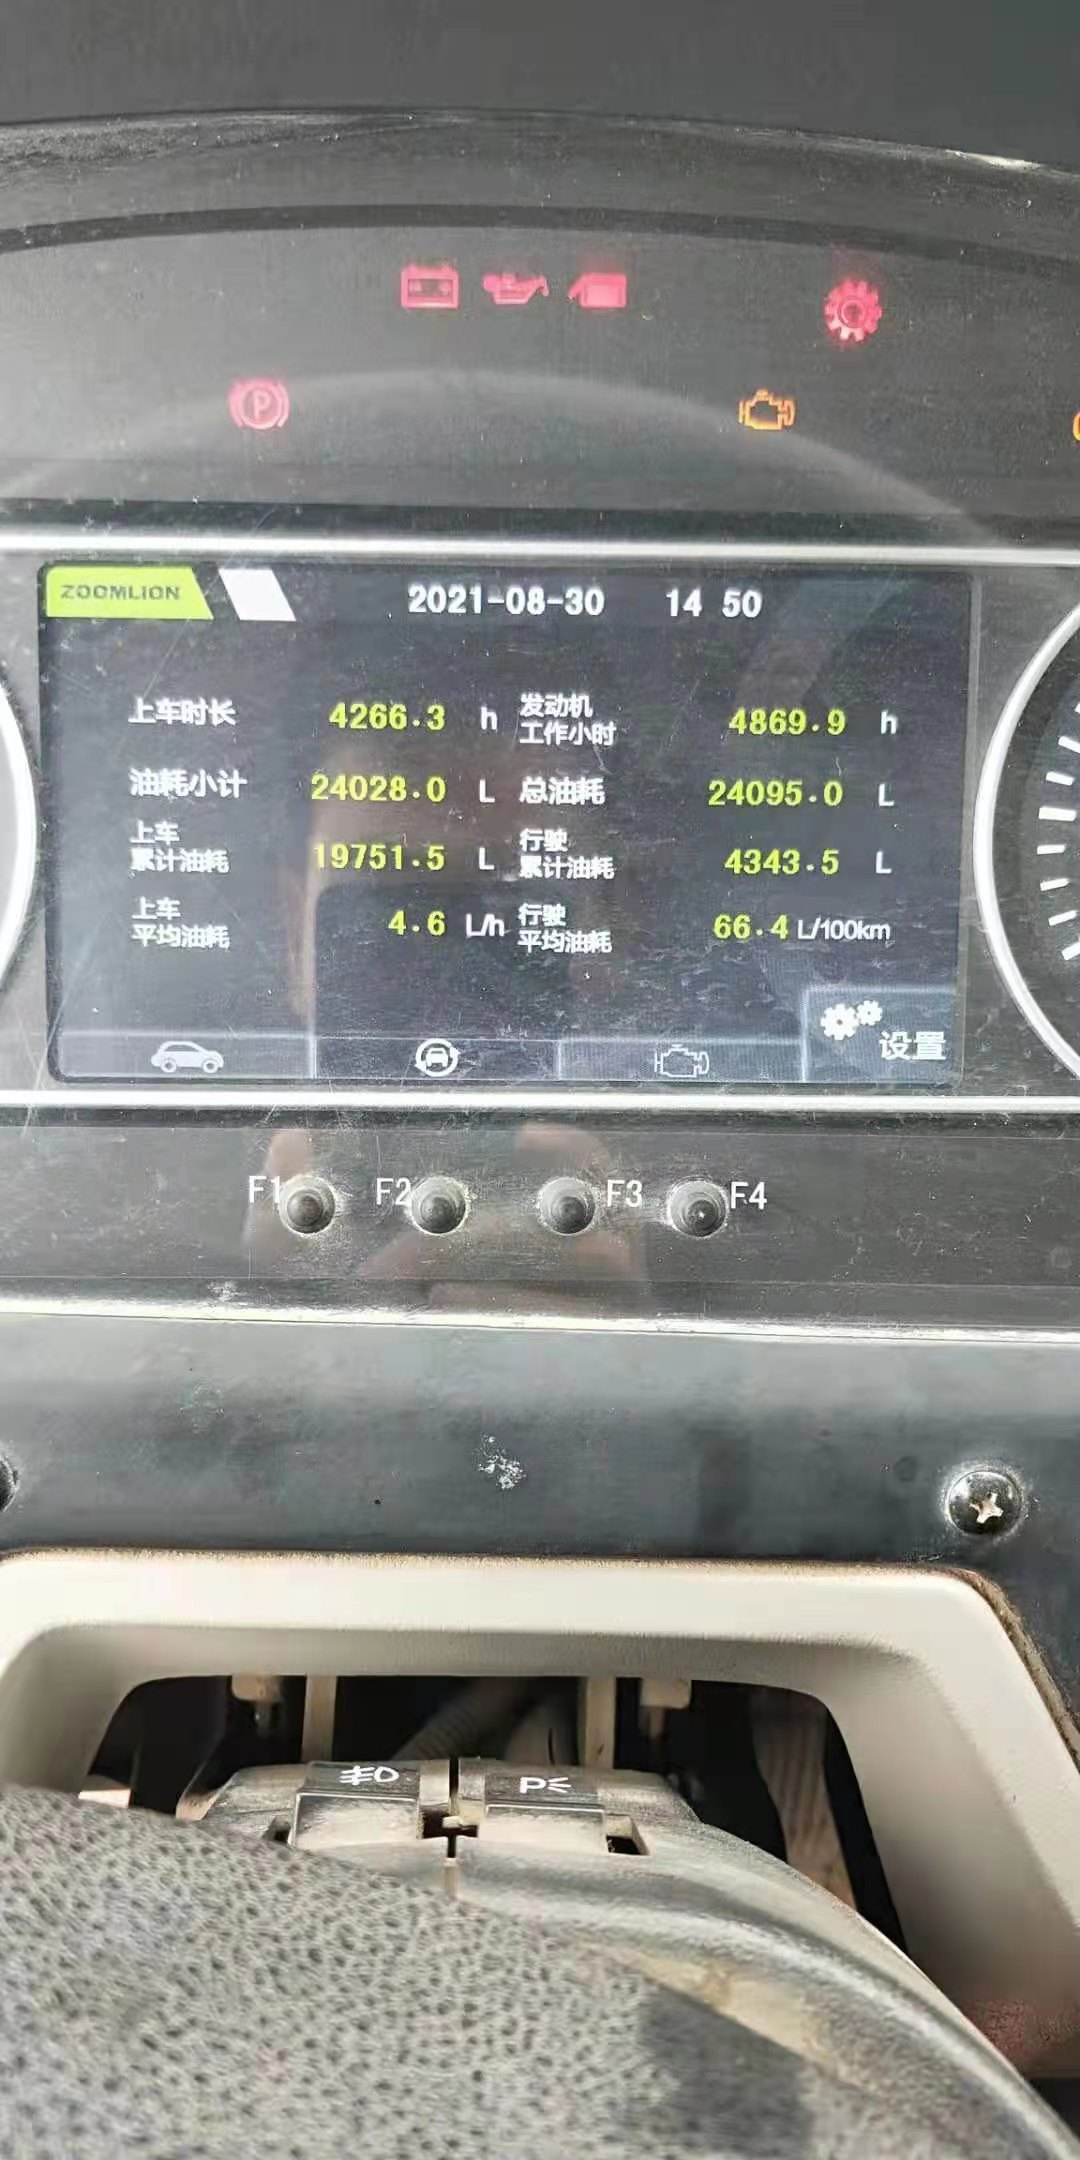 ZOOMLION 2021-08-30 14 50
上车时长 4266.3 h 发动机
工作小时 4869.9 h
油耗小计 24028.0 L 总油耗 24095.0 L
上车
累计油耗 19751.5 L 行驶
累计油耗 4343.5 L
上车
平均油耗 4.6 L/h 行驶
平均油耗 66.4 L/100km
设置
F1 F2 F3 F4
P